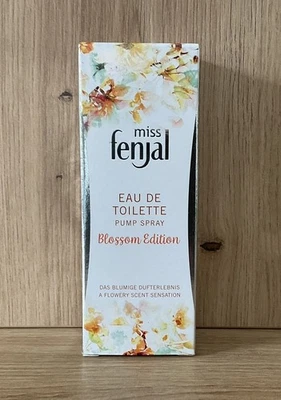 miss
fenjal
EAU DE
TOILETTE
PUMP SPRAY
Blossom Edition
DAS BLUMIGE DUFTERLEBNIS
A FLOWERY SCENT SENSATION